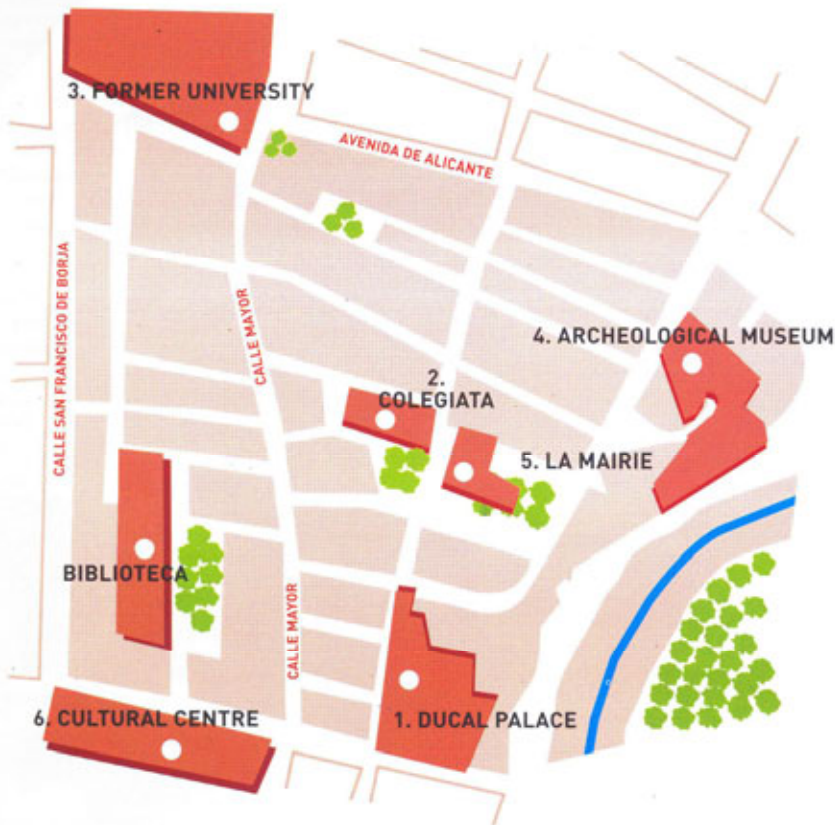 3. FORMER UNIVERSITY
AVENIDA DE ALICANTE
CALLE SAN FRANCISCO DE BORJA
CALLE MAYOR
4. ARCHEOLOGICAL MUSEUM
2.
COLEGIATA
5. LA MAIRIE
BIBLIOTECA
CALLE MAYOR
6. CULTURAL CENTRE
1. DUCAL PALACE